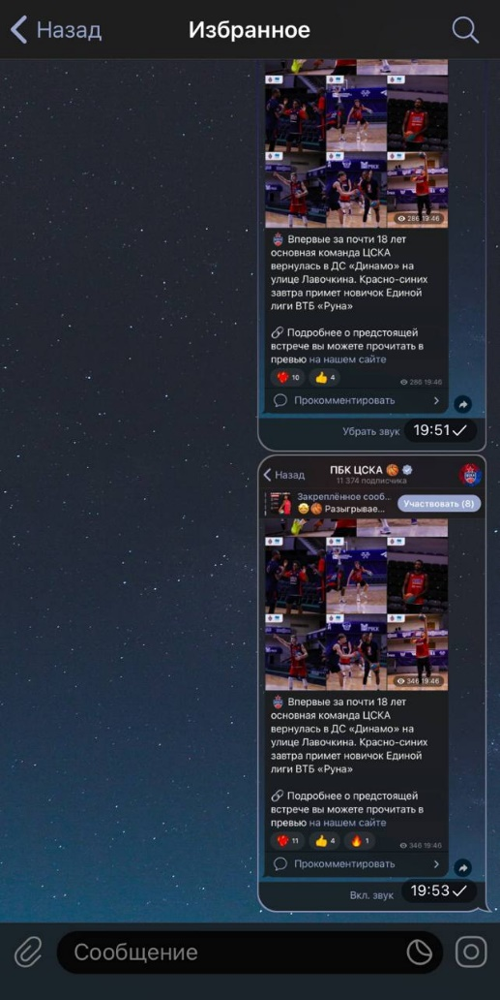 Назад
Избранное
286 19:46
Впервые за почти 18 лет
основная команда ЦСКА
вернулась в ДС «Динамо» на
улице Лавочкина. Красно-синих
завтра примет новичок Единой
лиги ВТБ «Руна»
Подробнее о предстоящей
встрече вы можете прочитать в
превью на нашем сайте
10 4
286 19:46
Прокомментировать
Убрать звук 19:51
Назад
ПБК ЦСКА
11 374 подписчика
Закреплённое сооб..
Разыгрывае...
Участвовать (8)
346 19:46
Впервые за почти 18 лет
основная команда ЦСКА
вернулась в ДС «Динамо» на
улице Лавочкина. Красно-синих
завтра примет новичок Единой
лиги ВТБ «Руна»
Подробнее о предстоящей
встрече вы можете прочитать в
превью на нашем сайте
11 4 1
346 19:46
Прокомментировать
Вкл. звук 19:53
Сообщение